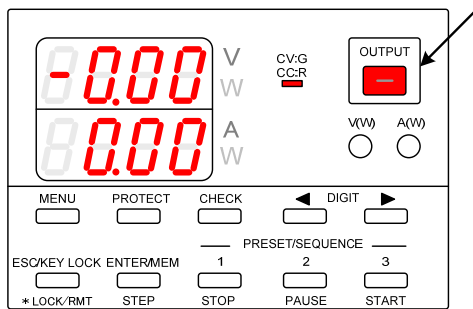 -0.00 V
W
CV:G
CC:R
OUTPUT
0.00 A
W
V(W) A(W)
MENU PROTECT CHECK ◄ DIGIT ►
PRESET/SEQUENCE
ESC/KEY LOCK ENTER/MEM 1 2 3
*LOCK/RMT STEP STOP PAUSE START